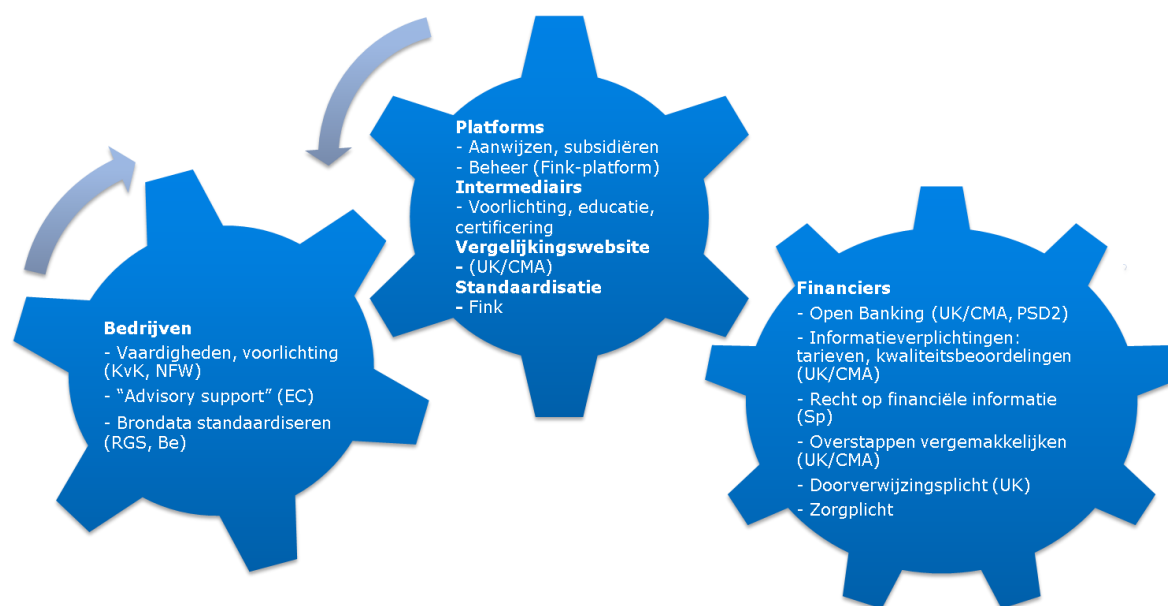 Platforms
- Aanwijzen, subsidiëren
- Beheer (Fink-platform)
Intermediairs
- Voorlichting, educatie,
certificering
Vergelijkingswebsite
- (UK/CMA)
Standaardisatie
- Fink
Bedrijven
- Vaardigheden, voorlichting
(KvK, NFW)
- “Advisory support” (EC)
- Brondata standaardiseren
(RGS, Be)
Financiers
- Open Banking (UK/CMA, PSD2)
- Informatieverplichtingen:
tarieven, kwaliteitsbeoordelingen
(UK/CMA)
- Recht op financiële informatie
(Sp)
- Overstappen vergemakkelijken
(UK/CMA)
- Doorverwijzingsplicht (UK)
- Zorgplicht